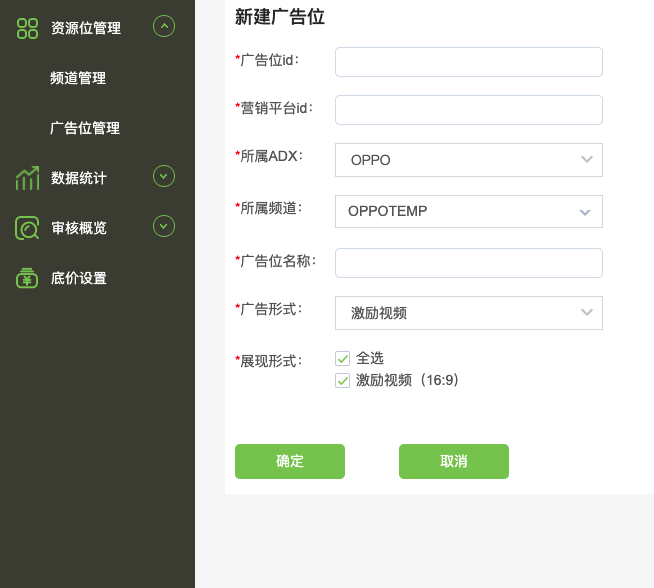 资源位管理
频道管理
广告位管理
数据统计
审核概览
底价设置
新建广告位
*广告位id：
*营销平台id：
*所属ADX： OPPO
*所属频道： OPPOTEMP
*广告位名称：
*广告形式： 激励视频
*展现形式： 全选
激励视频（16:9）
确定 取消